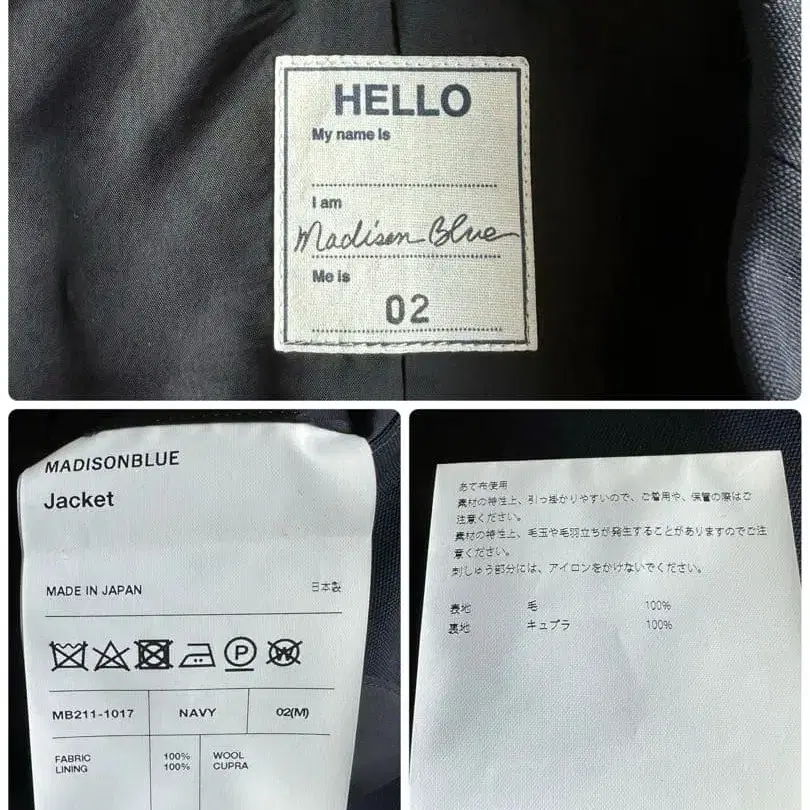 HELLO
My name is
I am
Madison Blue
Me is
02
MADISONBLUE
Jacket
MADE IN JAPAN 日本製
P
W
MB211-1017 NAVY 02(M)
FABRIC 100% WOOL
LINING 100% CUPRA
あて布使用
素材の特性上、引っ掛かりやすいので、ご着用や、保管の際はご
注意ください。
素材の特性上、毛玉や毛羽立ちが発生することがありますのでご注
意ください。
刺しゅう部分には、アイロンをかけないでください。
表地 毛 100%
裏地 キュプラ 100%